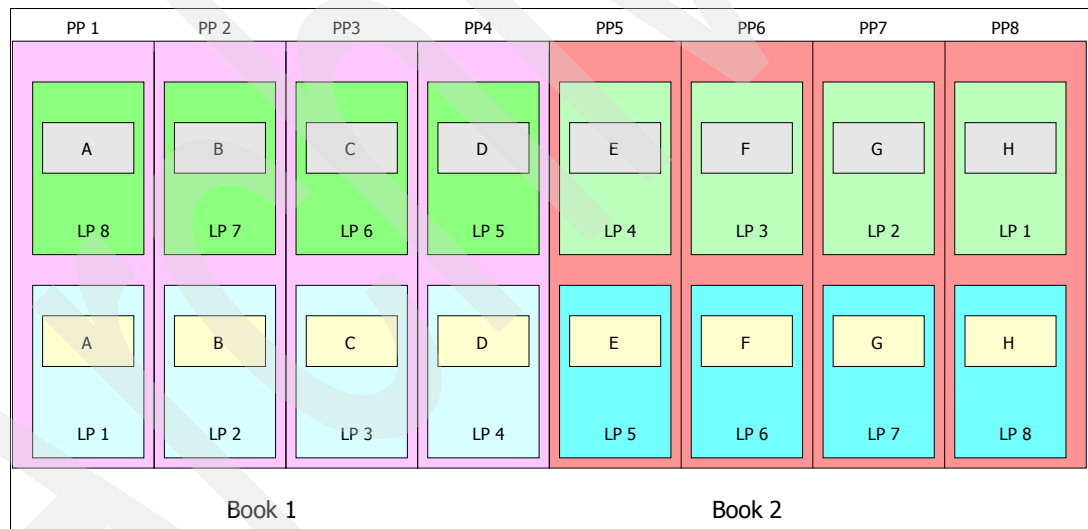 PP 1 PP 2 PP3 PP4 PP5 PP6 PP7 PP8
A B C D E F G H
LP 8 LP 7 LP 6 LP 5 LP 4 LP 3 LP 2 LP 1
A B C D E F G H
LP 1 LP 2 LP 3 LP 4 LP 5 LP 6 LP 7 LP 8
Book 1 Book 2